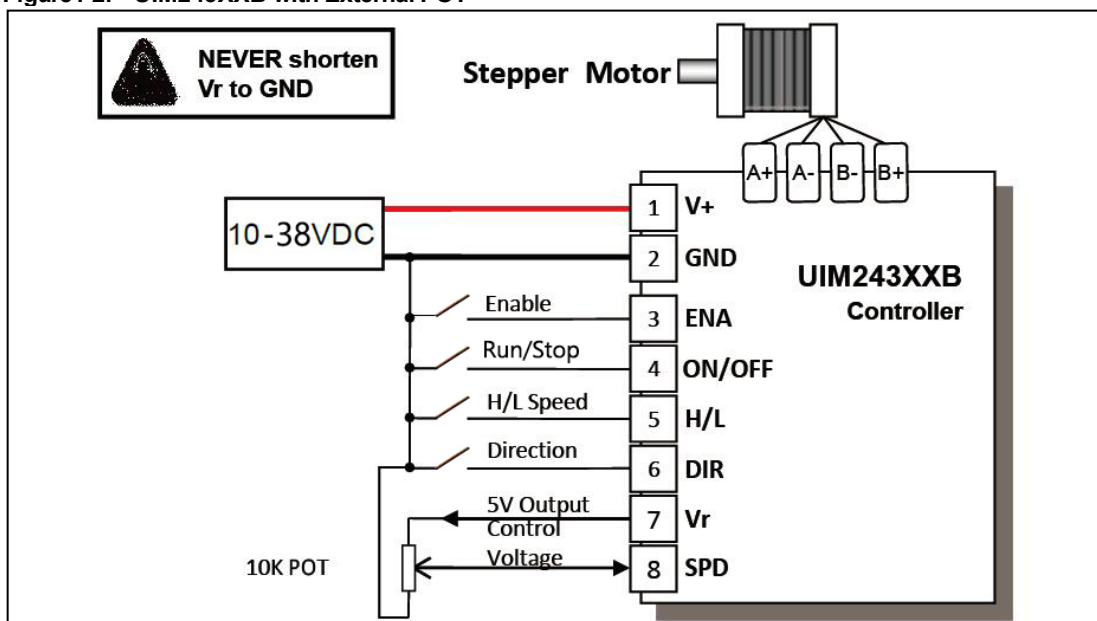 NEVER shorten
Vr to GND
Stepper Motor
A+ A- B- B+
10-38VDC
1 V+
2 GND
UIM243XXB
Controller
Enable
3 ENA
Run/Stop
4 ON/OFF
H/L Speed
5 H/L
Direction
6 DIR
5V Output
7 Vr
Control
Voltage
8 SPD
10K POT